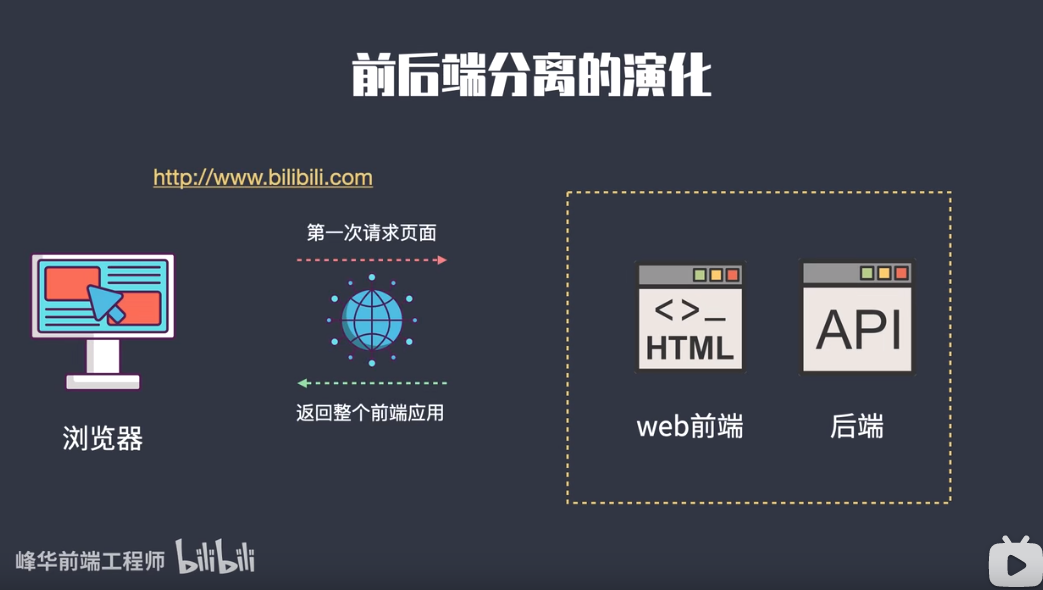 前后端分离的演化
http://www.bilibili.com
第一次请求页面
返回整个前端应用
浏览器
<>_
HTML
web前端
API
后端
峰华前端工程师 bilibili